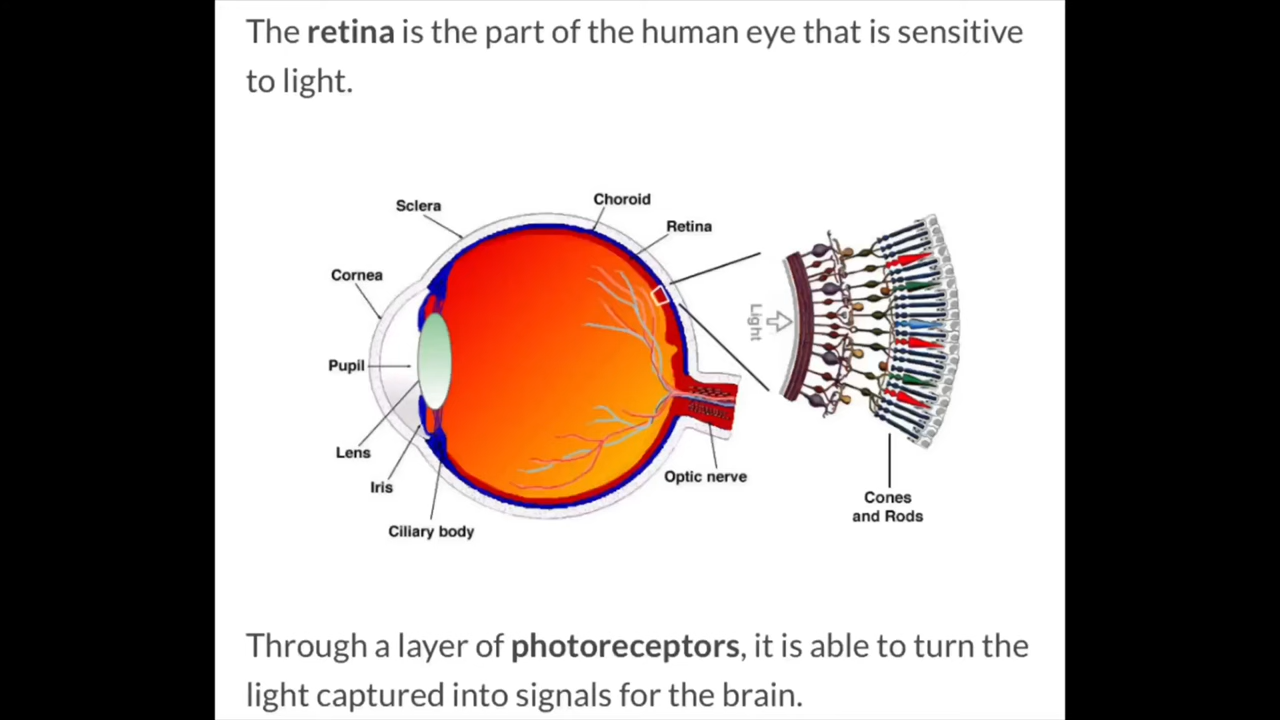 The retina is the part of the human eye that is sensitive
to light.
Sclera
Choroid
Retina
Cornea
Light
Pupil
Lens
Iris
Optic nerve
Ciliary body
Cones
and Rods
Through a layer of photoreceptors, it is able to turn the
light captured into signals for the brain.